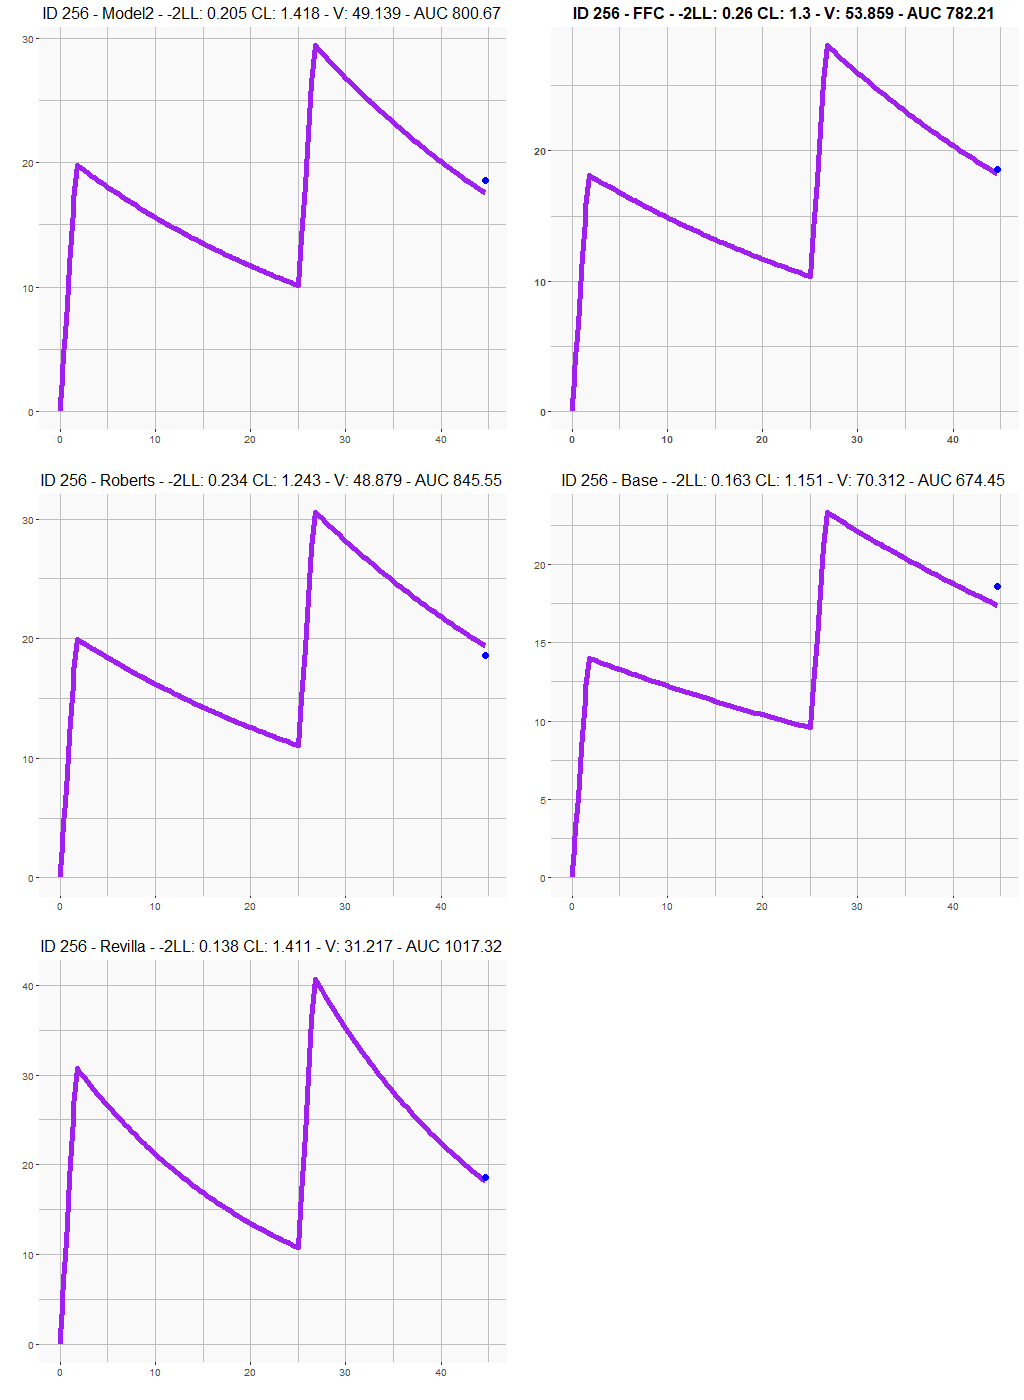 ID 256 - Model2 - -2LL: 0.205 CL: 1.418 - V: 49.139 - AUC 800.67
30
20
10
0
0 10 20 30 40
ID 256 - FFC - -2LL: 0.26 CL: 1.3 - V: 53.859 - AUC 782.21
20
10
0
0 10 20 30 40
ID 256 - Roberts - -2LL: 0.234 CL: 1.243 - V: 48.879 - AUC 845.55
30
20
10
0
0 10 20 30 40
ID 256 - Base - -2LL: 0.163 CL: 1.151 - V: 70.312 - AUC 674.45
20
15
10
5
0
0 10 20 30 40
ID 256 - Revilla - -2LL: 0.138 CL: 1.411 - V: 31.217 - AUC 1017.32
40
30
20
10
0
0 10 20 30 40